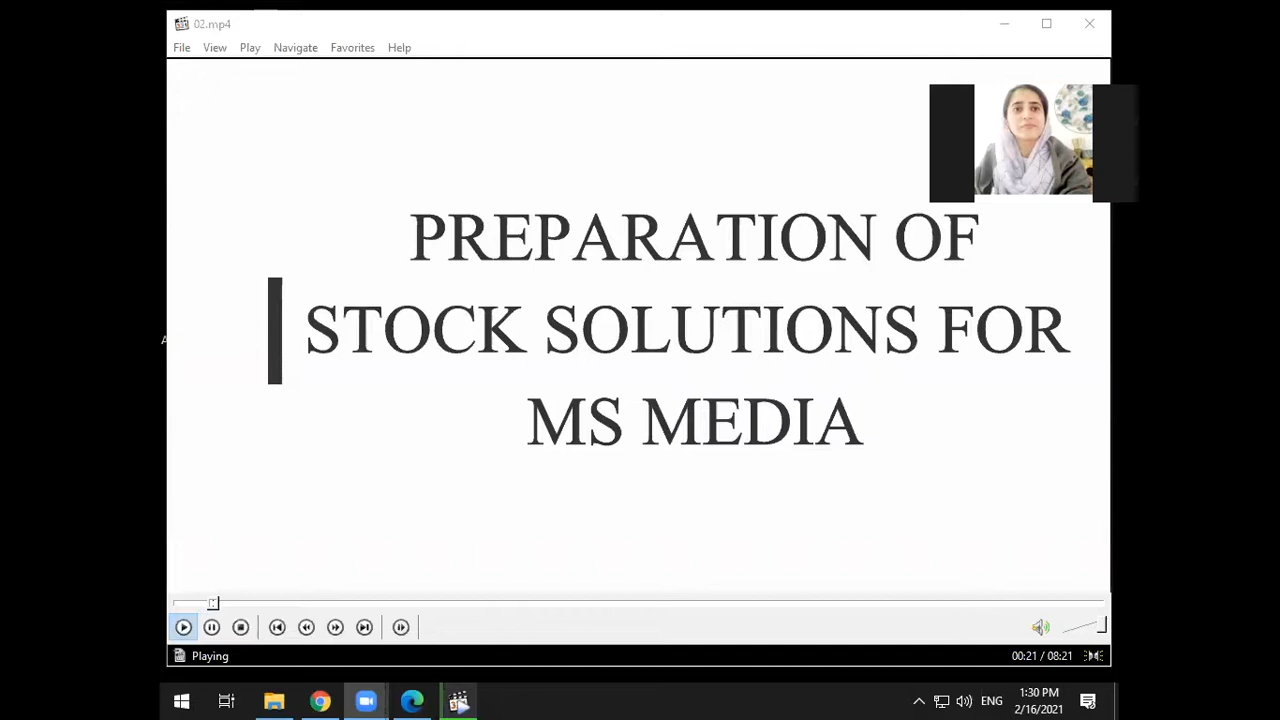 02.mp4
File View Play Navigate Favorites Help
PREPARATION OF
STOCK SOLUTIONS FOR
MS MEDIA
Playing
00:21 / 08:21
ENG
1:30 PM
2/16/2021